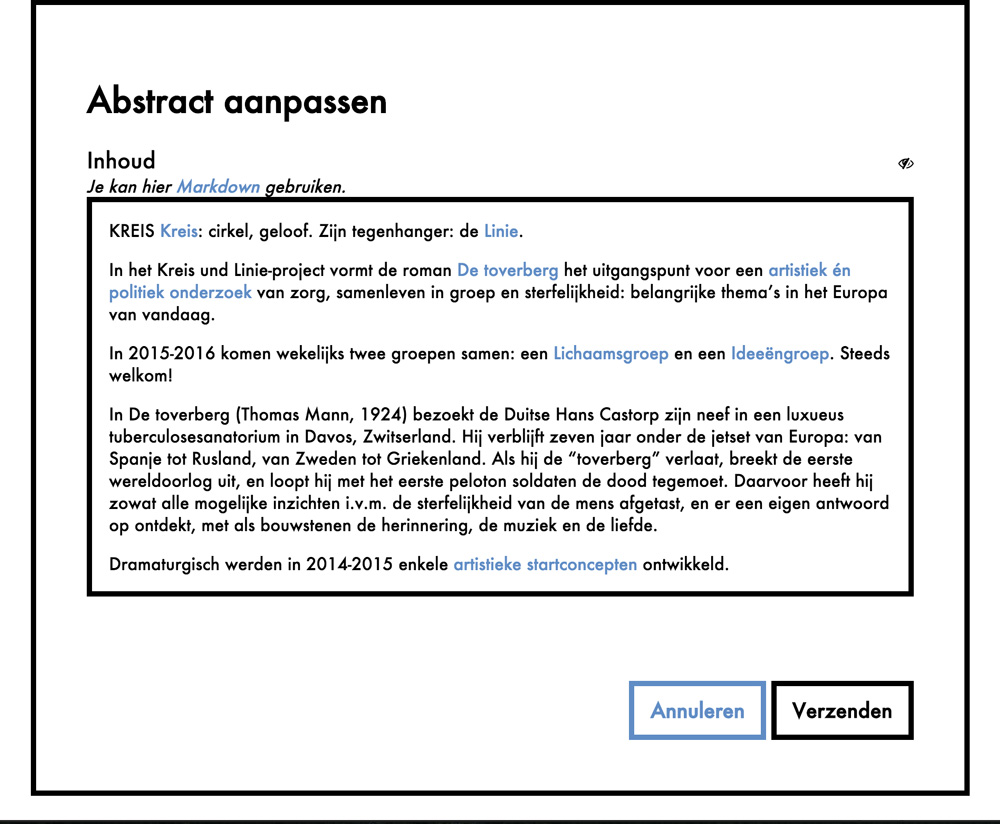 Abstract aanpassen
Inhoud
Je kan hier Markdown gebruiken.
KREIS Kreis: cirkel, geloof. Zijn tegenhanger: de Linie.
In het Kreis und Linie-project vormt de roman De toverberg het uitgangspunt voor een artistiek én
politiek onderzoek van zorg, samenleven in groep en sterfelijkheid: belangrijke thema’s in het Europa
van vandaag.
In 2015-2016 komen wekelijks twee groepen samen: een Lichaamsgroep en een Ideeëngroep. Steeds
welkom!
In De toverberg (Thomas Mann, 1924) bezoekt de Duitse Hans Castorp zijn neef in een luxueus
tuberculosesanatorium in Davos, Zwitserland. Hij verblijft zeven jaar onder de jetset van Europa: van
Spanje tot Rusland, van Zweden tot Griekenland. Als hij de “toverberg” verlaat, breekt de eerste
wereldoorlog uit, en loopt hij met het eerste peloton soldaten de dood tegemoet. Daarvoor heeft hij
zowat alle mogelijke inzichten i.v.m. de sterfelijkheid van de mens afgetast, en er een eigen antwoord
op ontdekt, met als bouwstenen de herinnering, de muziek en de liefde.
Dramaturgisch werden in 2014-2015 enkele artistieke startconcepten ontwikkeld.
Annuleren Verzenden